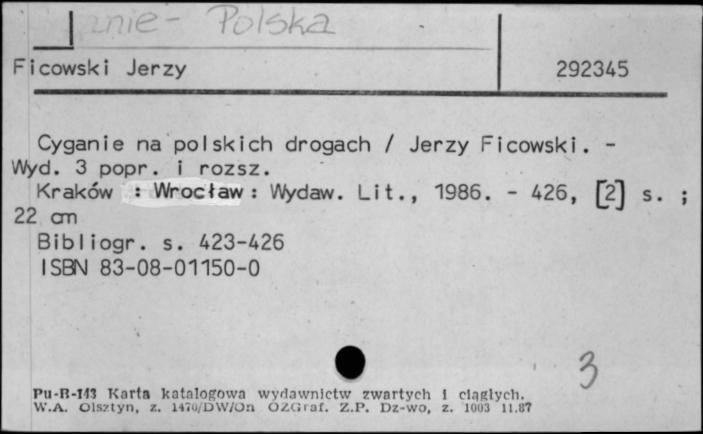 - Polska
Ficowski Jerzy 292345
Cyganie na polskich drogach / Jerzy Ficowski. -
Wyd. 3 popr. i rozsz.
Kraków : Wrocław : Wydaw. Lit., 1986. - 426, [2] s. ;
22 cm
Bibliogr. s. 423-426
ISBN 83-08-01150-0
3
Pu-B-143 Karta katalogowa wydawnictw zwartych i ciągłych.
W.A. Olsztyn, z. 1470/DW/On OZGraf. Z.P. Dz-wo, z. 1003 11.87